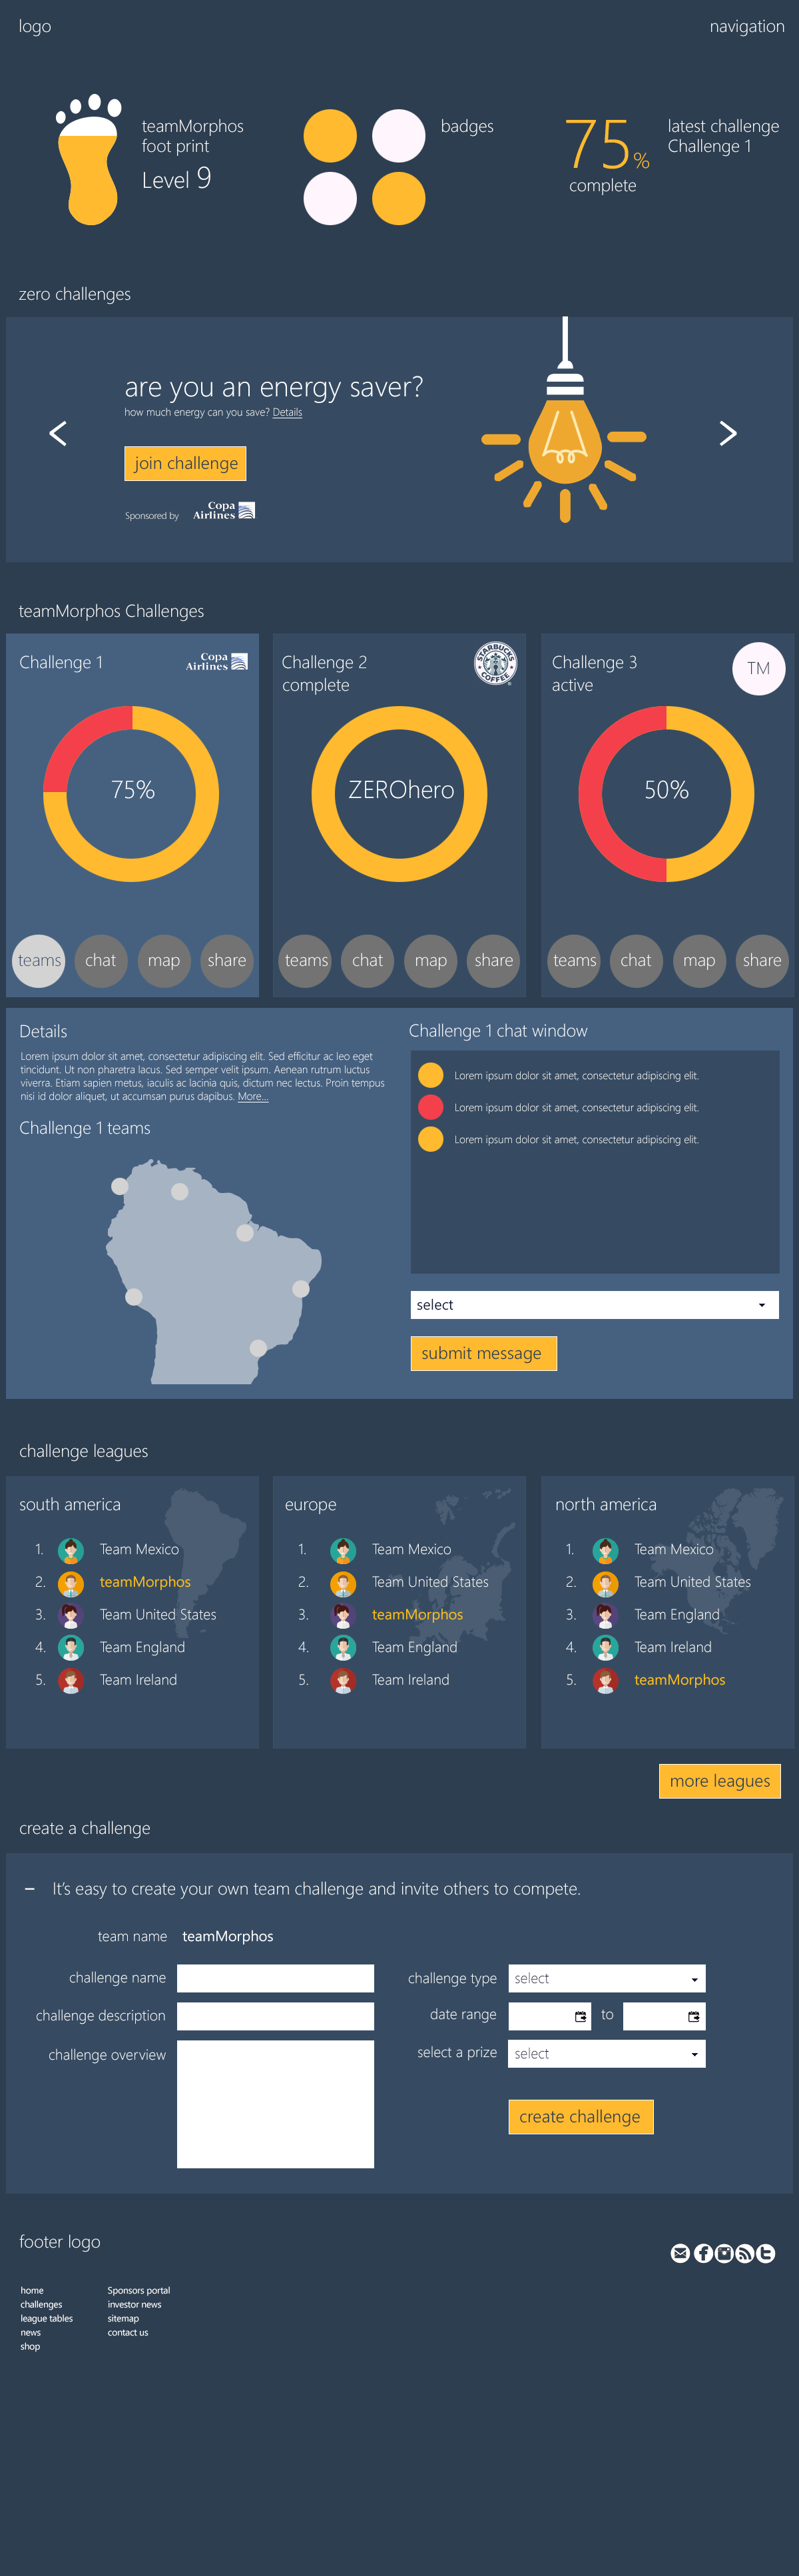 logo
navigation
teamMorphos
foot print
Level 9
badges
75%
complete
latest challenge
Challenge 1
zero challenges
are you an energy saver?
how much energy can you save? Details
join challenge
Sponsored by
Copa
Airlines
teamMorphos Challenges
Challenge 1
Copa
Airlines
75%
teams
chat
map
share
Challenge 2
complete
STARBUCKS
COFFEE
ZEROhero
teams
chat
map
share
Challenge 3
active
TM
50%
teams
chat
map
share
Details
Lorem ipsum dolor sit amet, consectetur adipiscing elit. Sed efficitur ac leo eget
tincidunt. Ut non pharetra lacus. Sed semper velit ipsum. Aenean rutrum luctus
viverra. Etiam sapien metus, iaculis ac lacinia quis, dictum nec lectus. Proin tempus
nisi id dolor aliquet, ut accumsan purus dapibus. More...
Challenge 1 teams
Challenge 1 chat window
Lorem ipsum dolor sit amet, consectetur adipiscing elit.
Lorem ipsum dolor sit amet, consectetur adipiscing elit.
Lorem ipsum dolor sit amet, consectetur adipiscing elit.
select
submit message
challenge leagues
south america
1. Team Mexico
2. teamMorphos
3. Team United States
4. Team England
5. Team Ireland
europe
1. Team Mexico
2. Team United States
3. teamMorphos
4. Team England
5. Team Ireland
north america
1. Team Mexico
2. Team United States
3. Team England
4. Team Ireland
5. teamMorphos
more leagues
create a challenge
– It's easy to create your own team challenge and invite others to compete.
team name teamMorphos
challenge name
challenge description
challenge overview
challenge type select
date range to
select a prize select
create challenge
footer logo
home
challenges
league tables
news
shop
Sponsors portal
investor news
sitemap
contact us